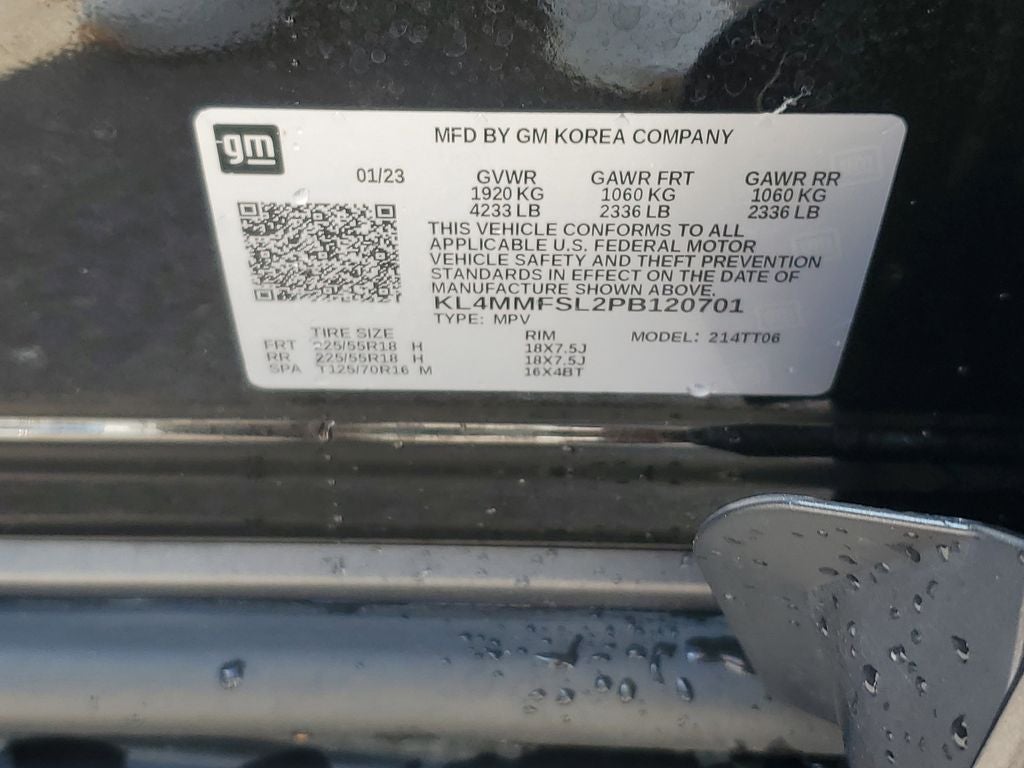 gm
MFD BY GM KOREA COMPANY
01/23 GVWR GAWR FRT GAWR RR
1920 KG 1060 KG 1060 KG
4233 LB 2336 LB 2336 LB
THIS VEHICLE CONFORMS TO ALL
APPLICABLE U.S. FEDERAL MOTOR
VEHICLE SAFETY AND THEFT PREVENTION
STANDARDS IN EFFECT ON THE DATE OF
MANUFACTURE SHOWN ABOVE.
KL4MMFSL2PB120701
TYPE: MPV
TIRE SIZE RIM MODEL: 214TT06
FRT 225/55R18 H 18X7.5J
RR 225/55R18 H 18X7.5J
SPA T125/70R16 M 16X4BT